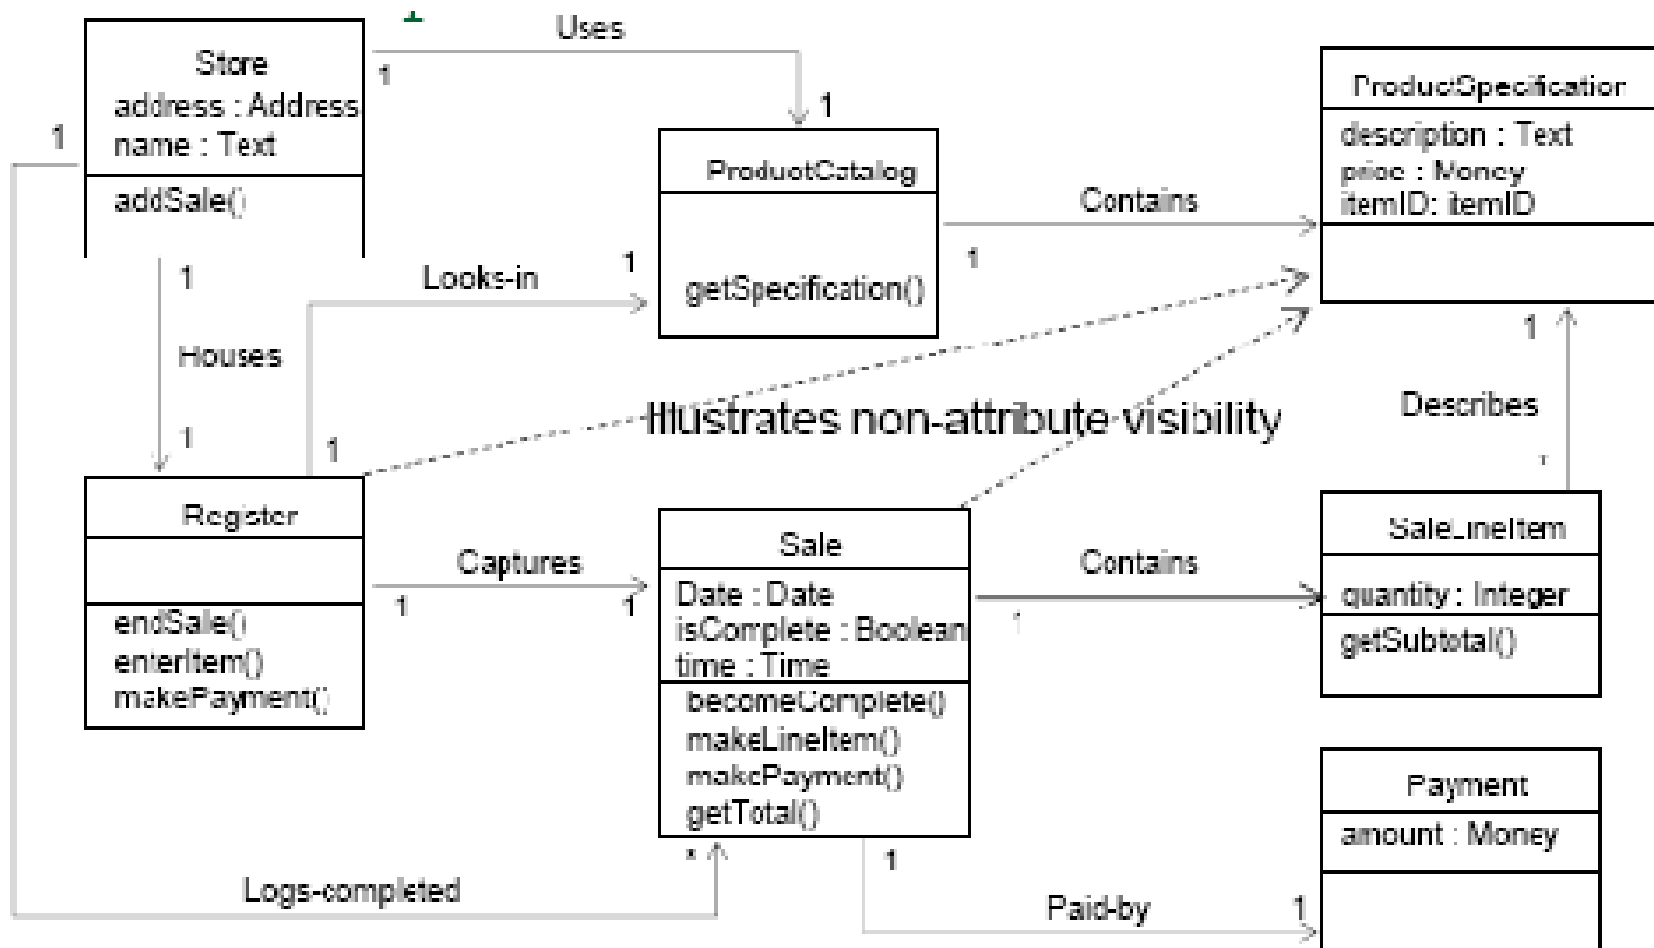 Uses
Store
address : Address
name : Text
addSale()
1
1
1
ProductCatalog
getSpecification()
Contains
1
ProductSpecification
description : Text
price : Money
itemID: itemID
1
Looks-in
1
Houses
1
1
Illustrates non-attribute visibility
1
Describes
*
Register
endSale()
enterItem()
makePayment()
Captures
1
1
Sale
Date : Date
isComplete : Boolean
time : Time
becomeComplete()
makeLineItem()
makePayment()
getTotal()
Contains
1
SaleLineItem
quantity : Integer
getSubtotal()
Payment
amount : Money
*
1
Logs-completed
Paid-by
1